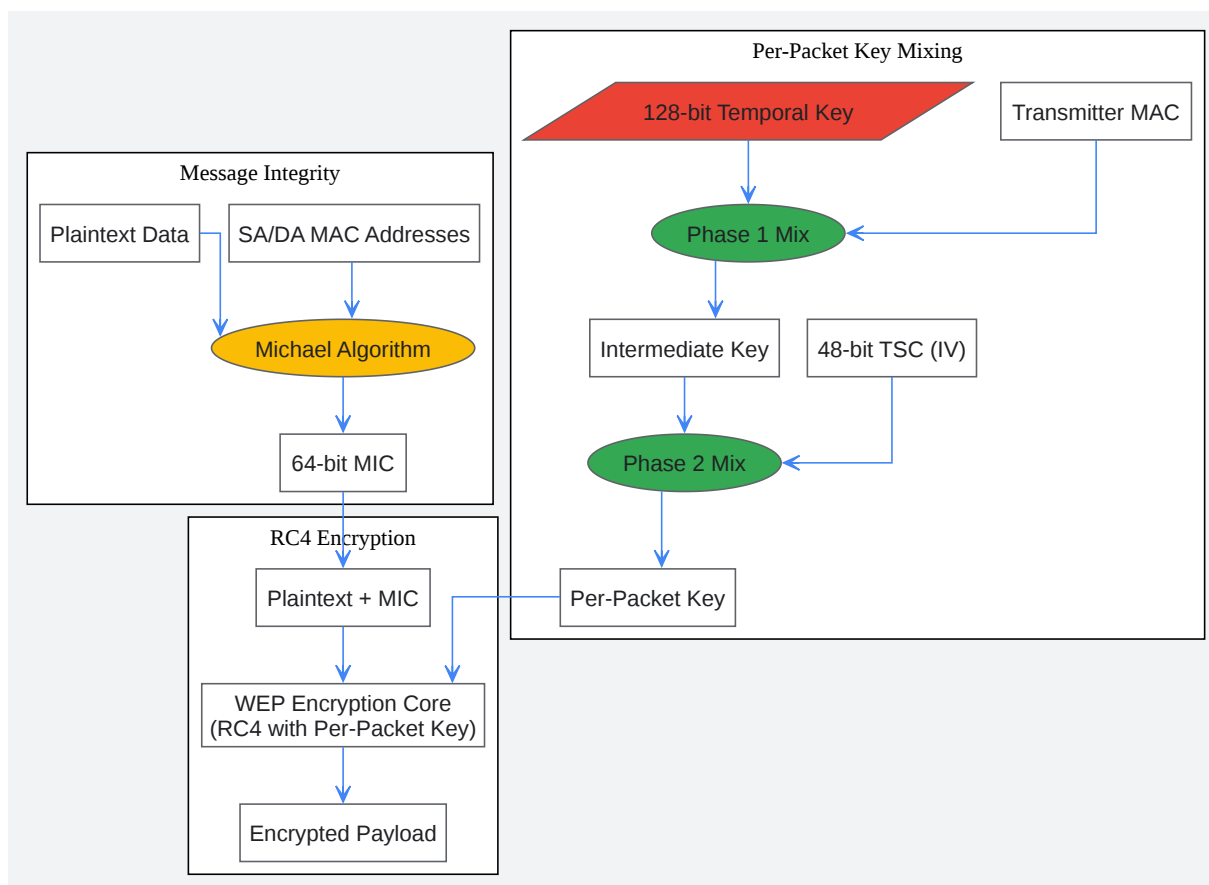 Per-Packet Key Mixing
128-bit Temporal Key
Transmitter MAC
Phase 1 Mix
Intermediate Key
48-bit TSC (IV)
Phase 2 Mix
Per-Packet Key
Message Integrity
Plaintext Data
SA/DA MAC Addresses
Michael Algorithm
64-bit MIC
RC4 Encryption
Plaintext + MIC
WEP Encryption Core
(RC4 with Per-Packet Key)
Encrypted Payload